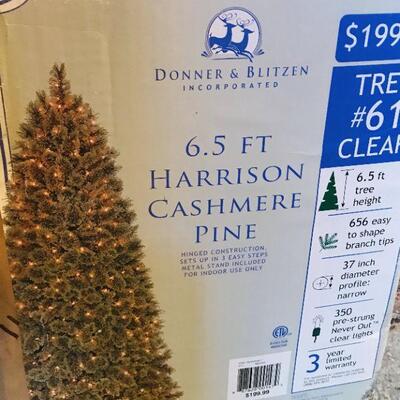 DONNER & BLITZEN
INCORPORATED
6.5 FT
HARRISON
CASHMERE
PINE
HINGED CONSTRUCTION,
SETS UP IN 3 EASY STEPS
METAL STAND INCLUDED
FOR INDOOR USE ONLY
$199.99
$199
TRE
#61
CLEAR
6.5 ft
tree
height
656 easy
to shape
branch tips
37 inch
diameter
profile:
narrow
350
pre-strung
Never Out™
clear lights
3 year
limited
warranty